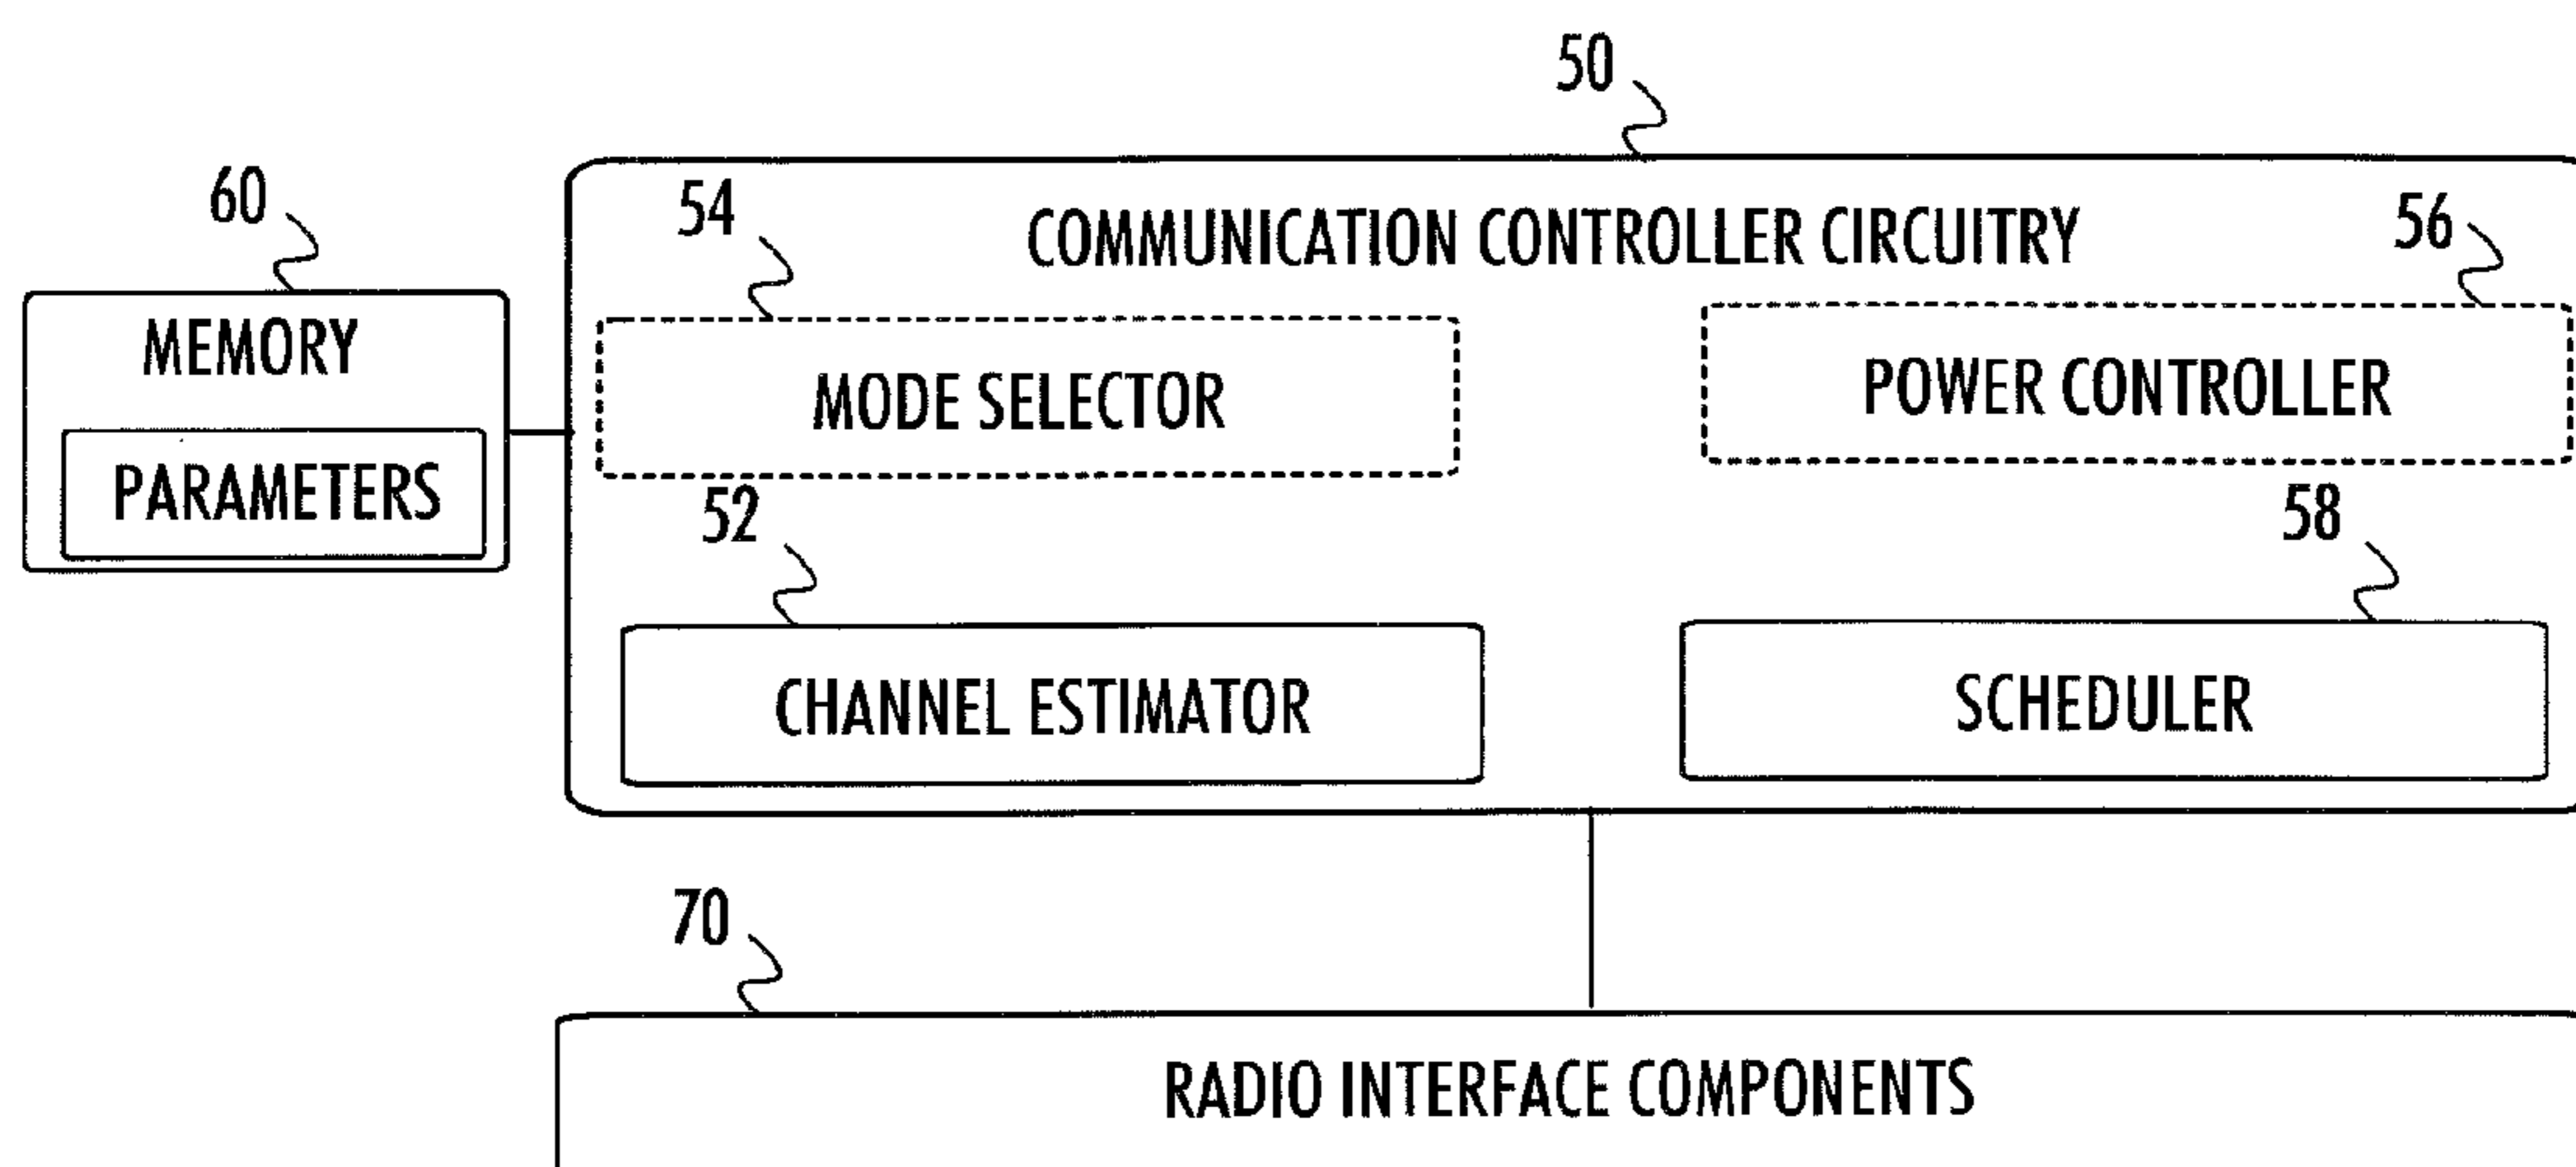 50
60
54
COMMUNICATION CONTROLLER CIRCUITRY
56
MEMORY
MODE SELECTOR
POWER CONTROLLER
PARAMETERS
52
58
CHANNEL ESTIMATOR
SCHEDULER
70
RADIO INTERFACE COMPONENTS